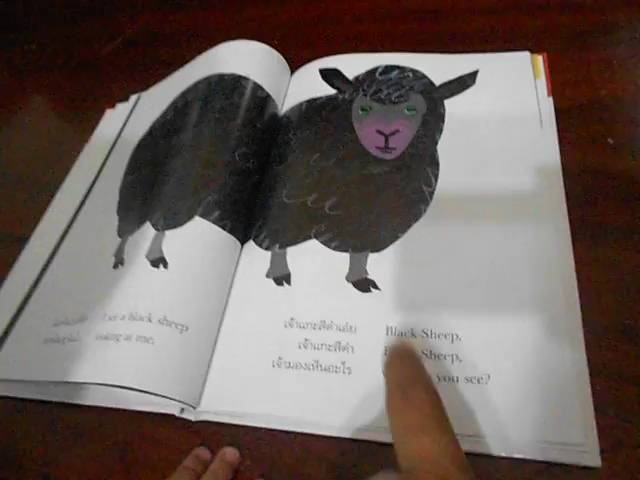 I see a black sheep
looking at me.
เจ้าแกะสีดำเอ๋ย
เจ้าแกะสีดำ
เจ้ามองเห็นอะไร
Black Sheep,
Sheep,
you see?